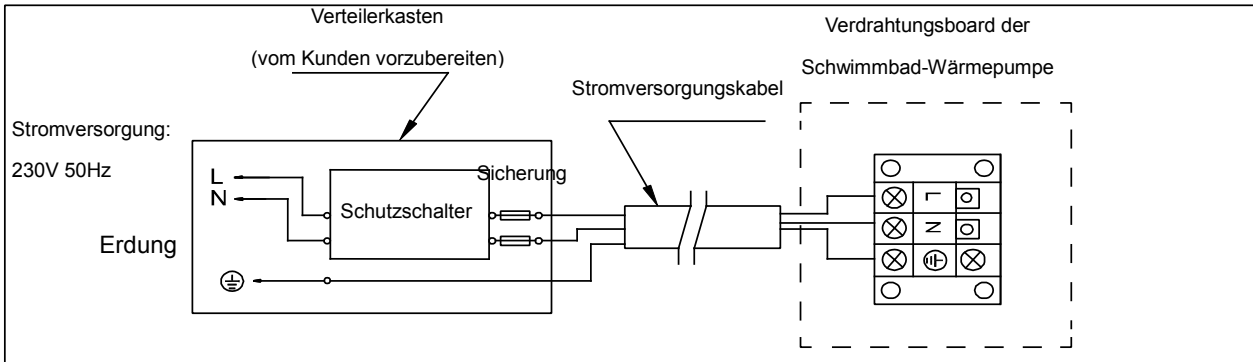 Verteilerkasten
(vom Kunden vorzubereiten)
Verdrahtungsboard der
Schwimmbad-Wärmepumpe
Stromversorgungskabel
Stromversorgung:
230V 50Hz
L
N
Sicherung
Schutzschalter
Erdung
L
N